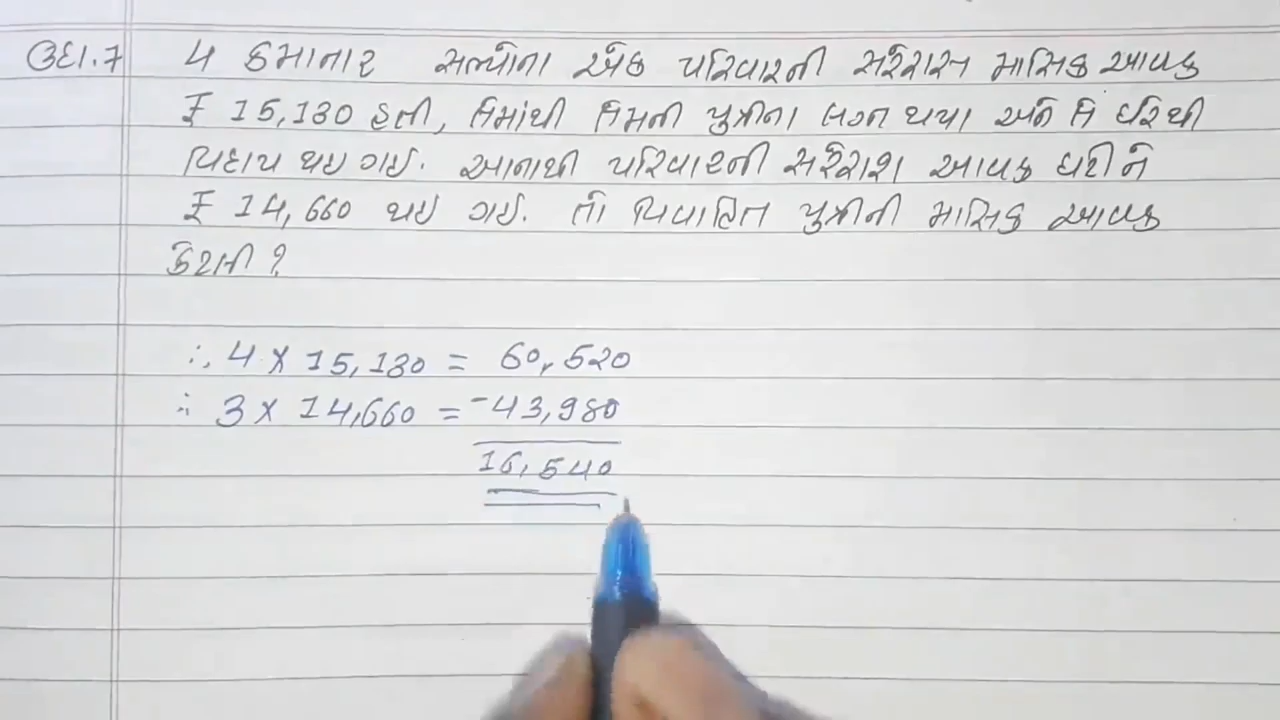 ઉદા.7 4 કમાનાર સભ્યોના એક પરિવારની સરેરાશ માસિક આવક
₹ 15,130 હતી, તેમાંથી તેમની પુત્રીના લગ્ન થયા અને તે ઘરેથી
વિદાય થઇ ગઇ. આનાથી પરિવારની સરેરાશ આવક ઘટીને
₹ 14,660 થઇ ગઇ. તો વિવાહિત પુત્રીની માસિક આવક
કેટલી ?
∴ 4 × 15,130 = 60,520
∴ 3 × 14,660 = -43,980
16,540